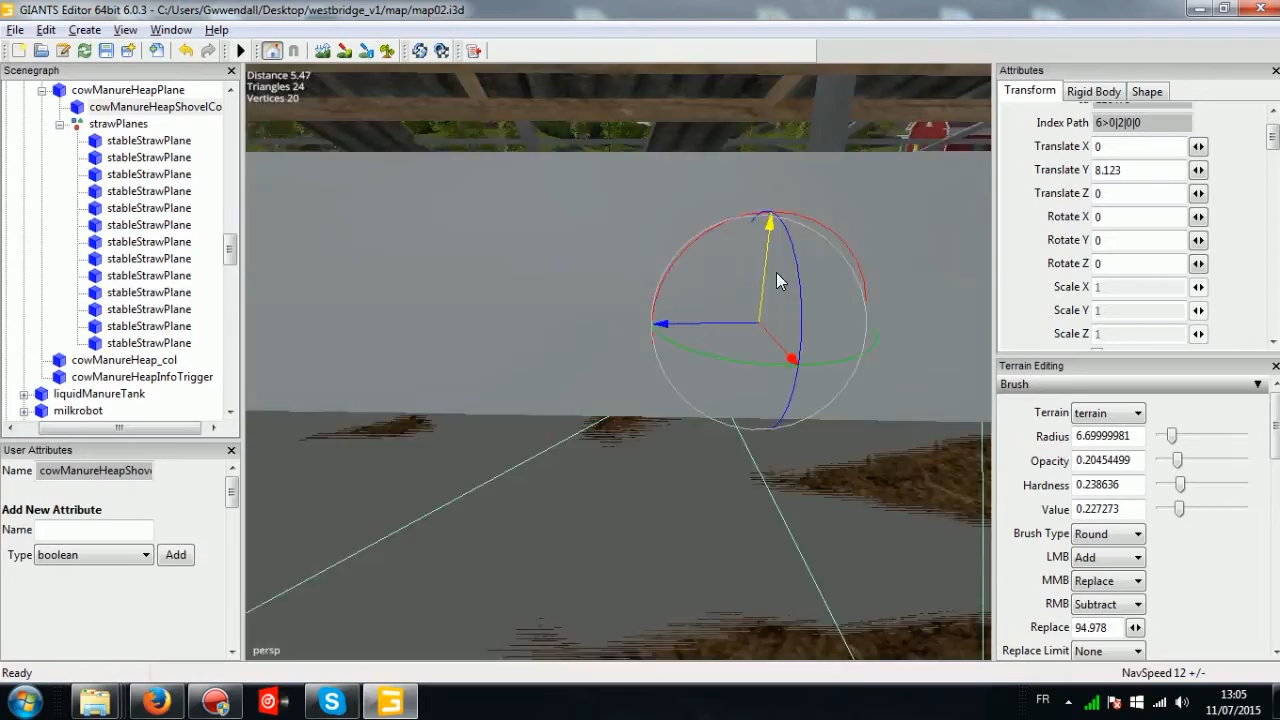 GIANTS Editor 64bit 6.0.3 - C:/Users/Gwwendall/Desktop/westbridge_v1/map/map02.i3d
File Edit Create View Window Help
Scenegraph
cowManureHeapPlane
cowManureHeapShovelCo
strawPlanes
stableStrawPlane
stableStrawPlane
stableStrawPlane
stableStrawPlane
stableStrawPlane
stableStrawPlane
stableStrawPlane
stableStrawPlane
stableStrawPlane
stableStrawPlane
stableStrawPlane
stableStrawPlane
stableStrawPlane
cowManureHeap_col
cowManureHeapInfoTrigger
liquidManureTank
milkrobot
User Attributes
Name cowManureHeapShove
Add New Attribute
Name
Type boolean Add
Distance 5.47
Triangles 24
Vertices 20
persp
Attributes
Transform Rigid Body Shape
Index Path 6>0|2|0|0
Translate X 0
Translate Y 8.123
Translate Z 0
Rotate X 0
Rotate Y 0
Rotate Z 0
Scale X 1
Scale Y 1
Scale Z 1
Terrain Editing
Brush
Terrain terrain
Radius 6.69999981
Opacity 0.20454499
Hardness 0.238636
Value 0.227273
Brush Type Round
LMB Add
MMB Replace
RMB Subtract
Replace 94.978
Replace Limit None
Ready
NavSpeed 12 +/-
FR
13:05
11/07/2015